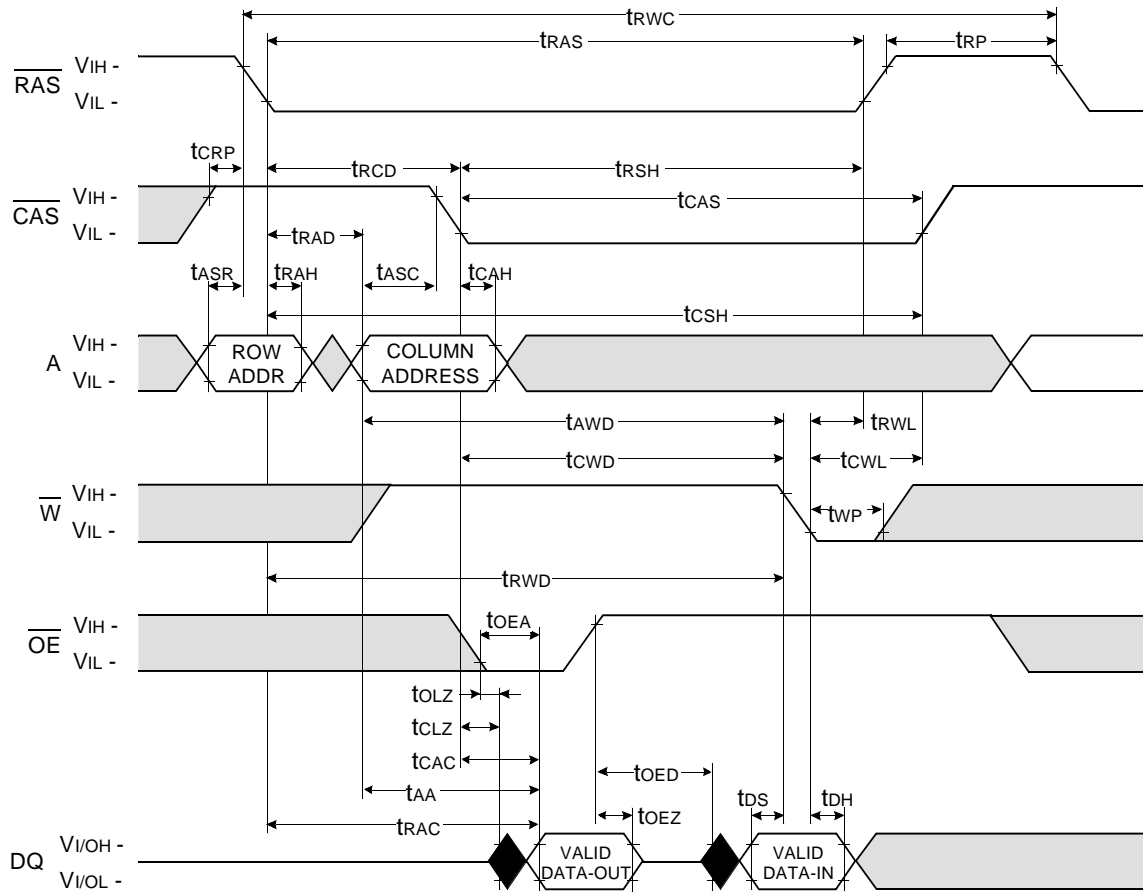 tRWC
tRAS
tRP
RAS
VIH -
VIL -
tCRP
tRCD
tRSH
CAS
VIH -
VIL -
tCAS
tRAD
tASR
tRAH
tASC
tCAH
tCSH
A
VIH -
VIL -
ROW
ADDR
COLUMN
ADDRESS
tAWD
tRWL
tCWD
tCWL
W
VIH -
VIL -
tWP
tRWD
OE
VIH -
VIL -
tOEA
tOLZ
tCLZ
tCAC
tOED
tAA
tDS
tDH
tRAC
tOEZ
DQ
VI/OH -
VI/OL -
VALID
DATA-OUT
VALID
DATA-IN